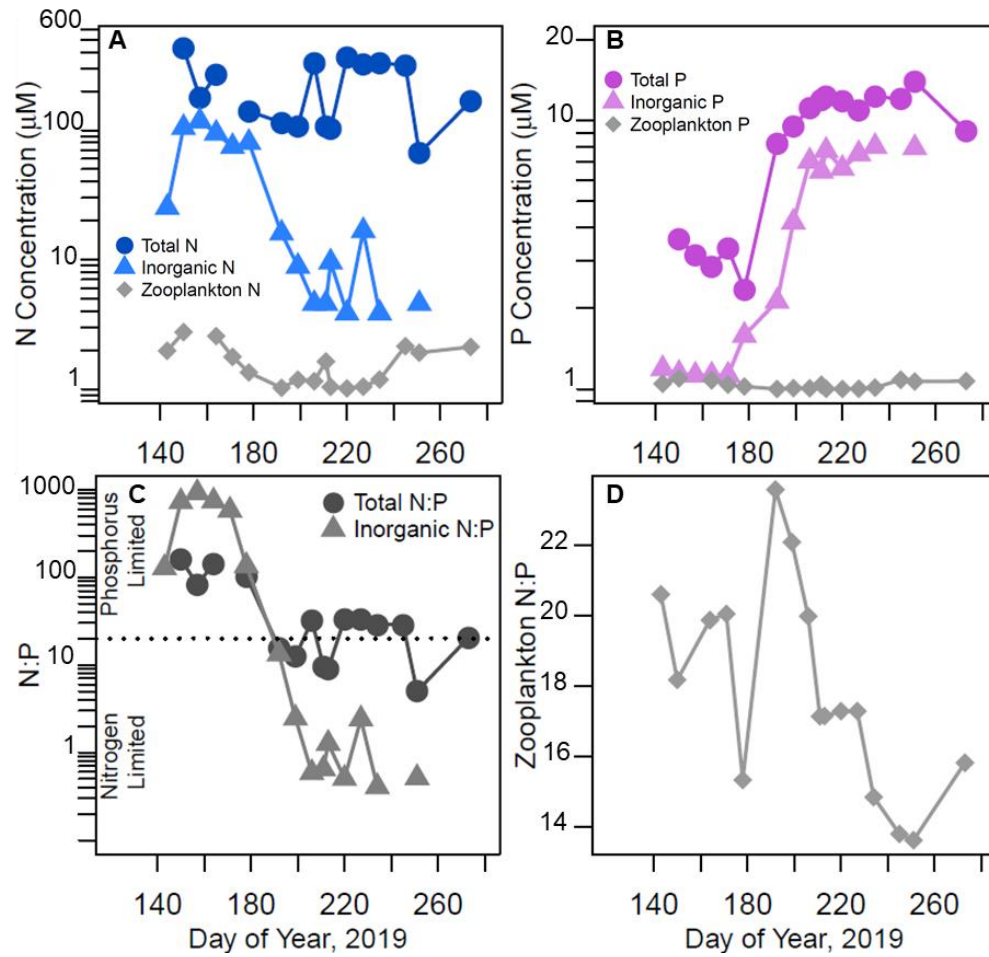 A
600
100
10
1
N Concentration (µM)
Total N
Inorganic N
Zooplankton N
140 180 220 260
B
20
10
1
P Concentration (µM)
Total P
Inorganic P
Zooplankton P
140 180 220 260
C
1000
100
10
1
N:P
Phosphorus
Limited
Nitrogen
Limited
Total N:P
Inorganic N:P
140 180 220 260
Day of Year, 2019
D
22
20
18
16
14
Zooplankton N:P
140 180 220 260
Day of Year, 2019